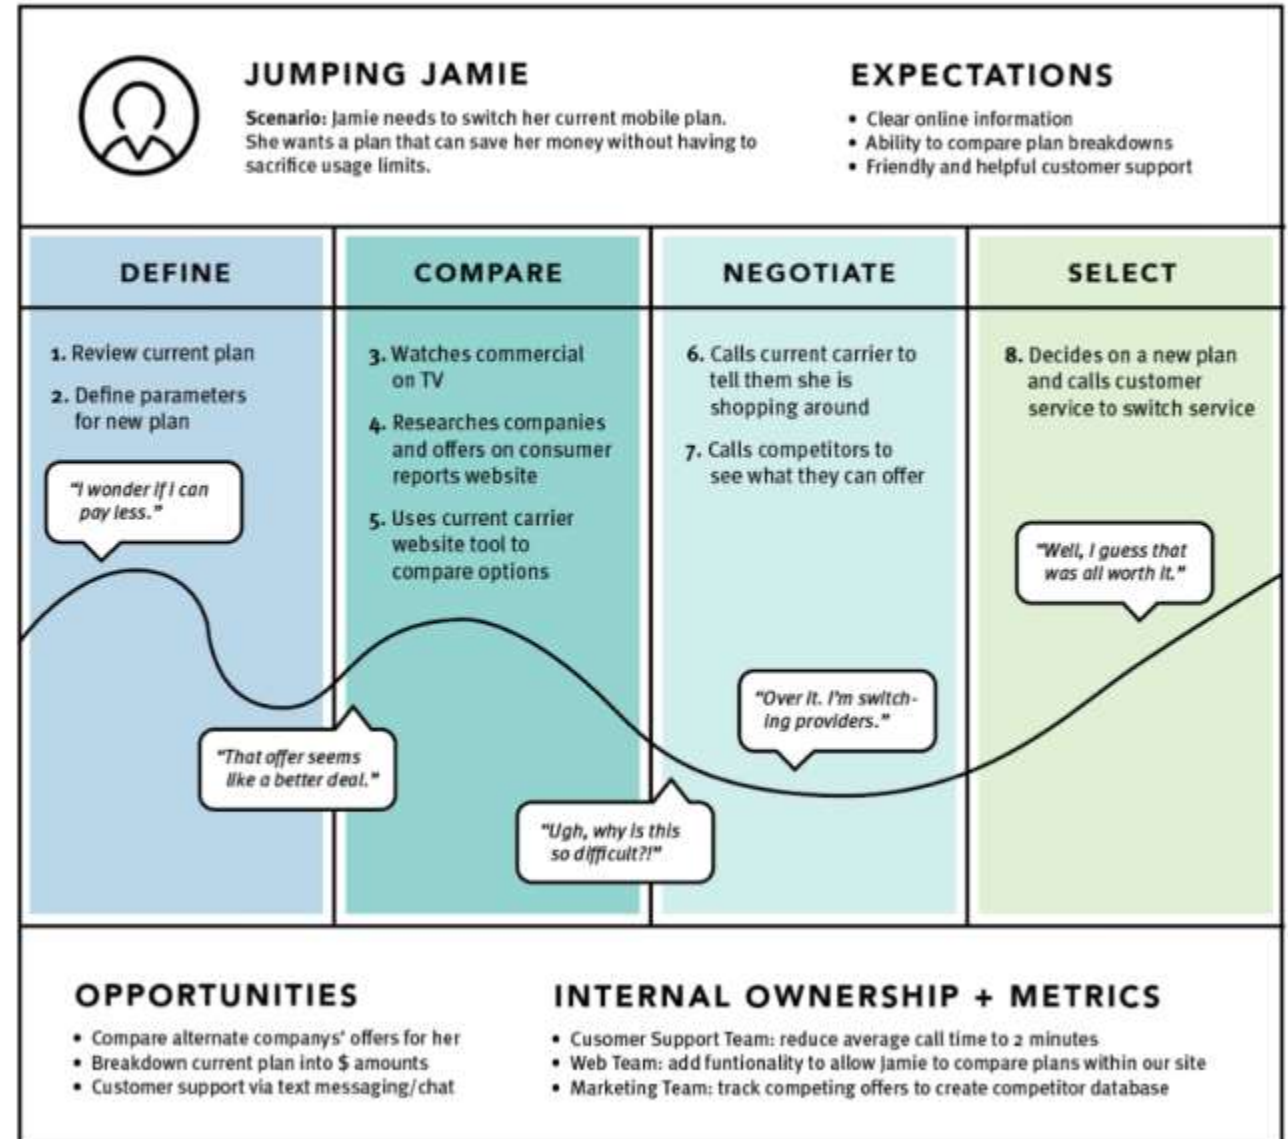 JUMPING JAMIE
Scenario: Jamie needs to switch her current mobile plan.
She wants a plan that can save her money without having to
sacrifice usage limits.
EXPECTATIONS
• Clear online information
• Ability to compare plan breakdowns
• Friendly and helpful customer support
DEFINE
1. Review current plan
2. Define parameters
for new plan
"I wonder if I can
pay less."
"That offer seems
like a better deal."
COMPARE
3. Watches commercial
on TV
4. Researches companies
and offers on consumer
reports website
5. Uses current carrier
website tool to
compare options
"Ugh, why is this
so difficult?!"
NEGOTIATE
6. Calls current carrier to
tell them she is
shopping around
7. Calls competitors to
see what they can offer
"Over it. I'm switch-
ing providers."
SELECT
8. Decides on a new plan
and calls customer
service to switch service
"Well, I guess that
was all worth it."
OPPORTUNITIES
• Compare alternate companys' offers for her
• Breakdown current plan into $ amounts
• Customer support via text messaging/chat
INTERNAL OWNERSHIP + METRICS
• Cusomer Support Team: reduce average call time to 2 minutes
• Web Team: add funtionality to allow Jamie to compare plans within our site
• Marketing Team: track competing offers to create competitor database